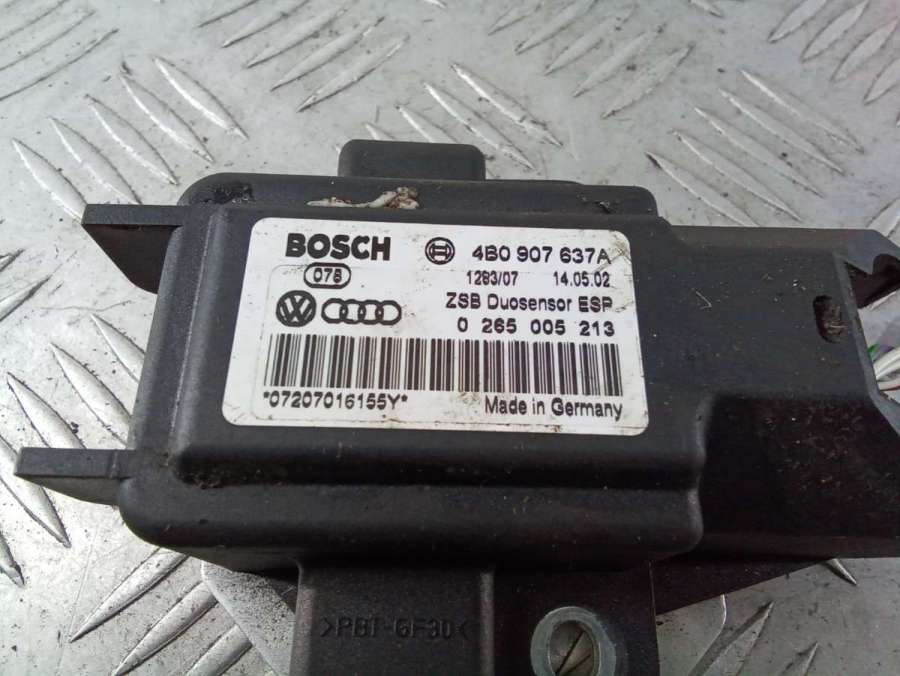 BOSCH 4B0 907 637A
078 1283/07 14.05.02
ZSB Duosensor ESP
0 265 005 213
*07207016155Y* Made in Germany
>PBT-GF30<